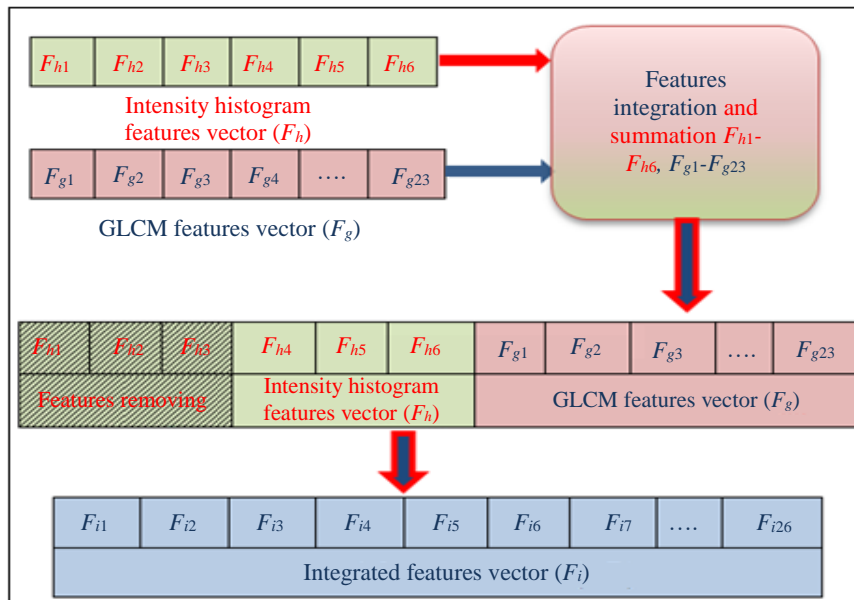 Fh1 Fh2 Fh3 Fh4 Fh5 Fh6
Intensity histogram
features vector (Fh)
Fg1 Fg2 Fg3 Fg4 …. Fg23
GLCM features vector (Fg)
Features
integration and
summation Fh1-
Fh6, Fg1-Fg23
Fh1 Fh2 Fh3 Fh4 Fh5 Fh6 Fg1 Fg2 Fg3 …. Fg23
Features removing
Intensity histogram
features vector (Fh)
GLCM features vector (Fg)
Fi1 Fi2 Fi3 Fi4 Fi5 Fi6 Fi7 …. Fi26
Integrated features vector (Fi)